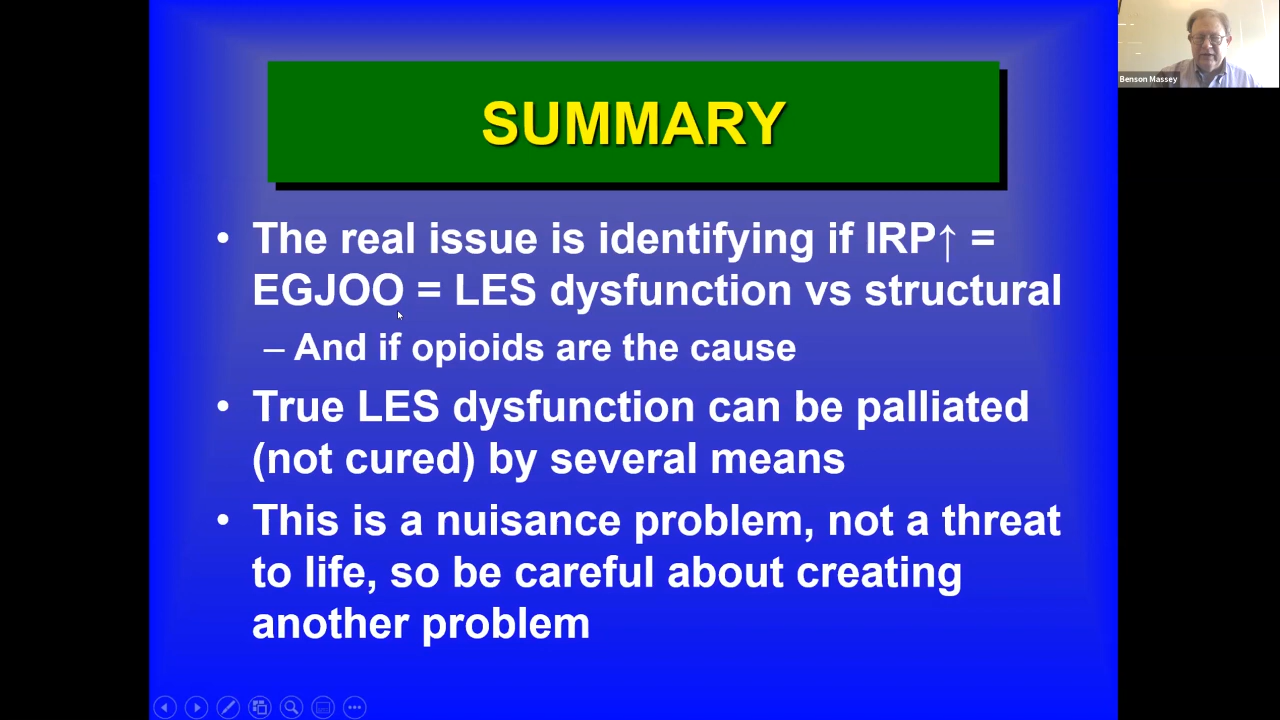 SUMMARY
• The real issue is identifying if IRP↑ =
EGJOO = LES dysfunction vs structural
– And if opioids are the cause
• True LES dysfunction can be palliated
(not cured) by several means
• This is a nuisance problem, not a threat
to life, so be careful about creating
another problem
Benson Massey